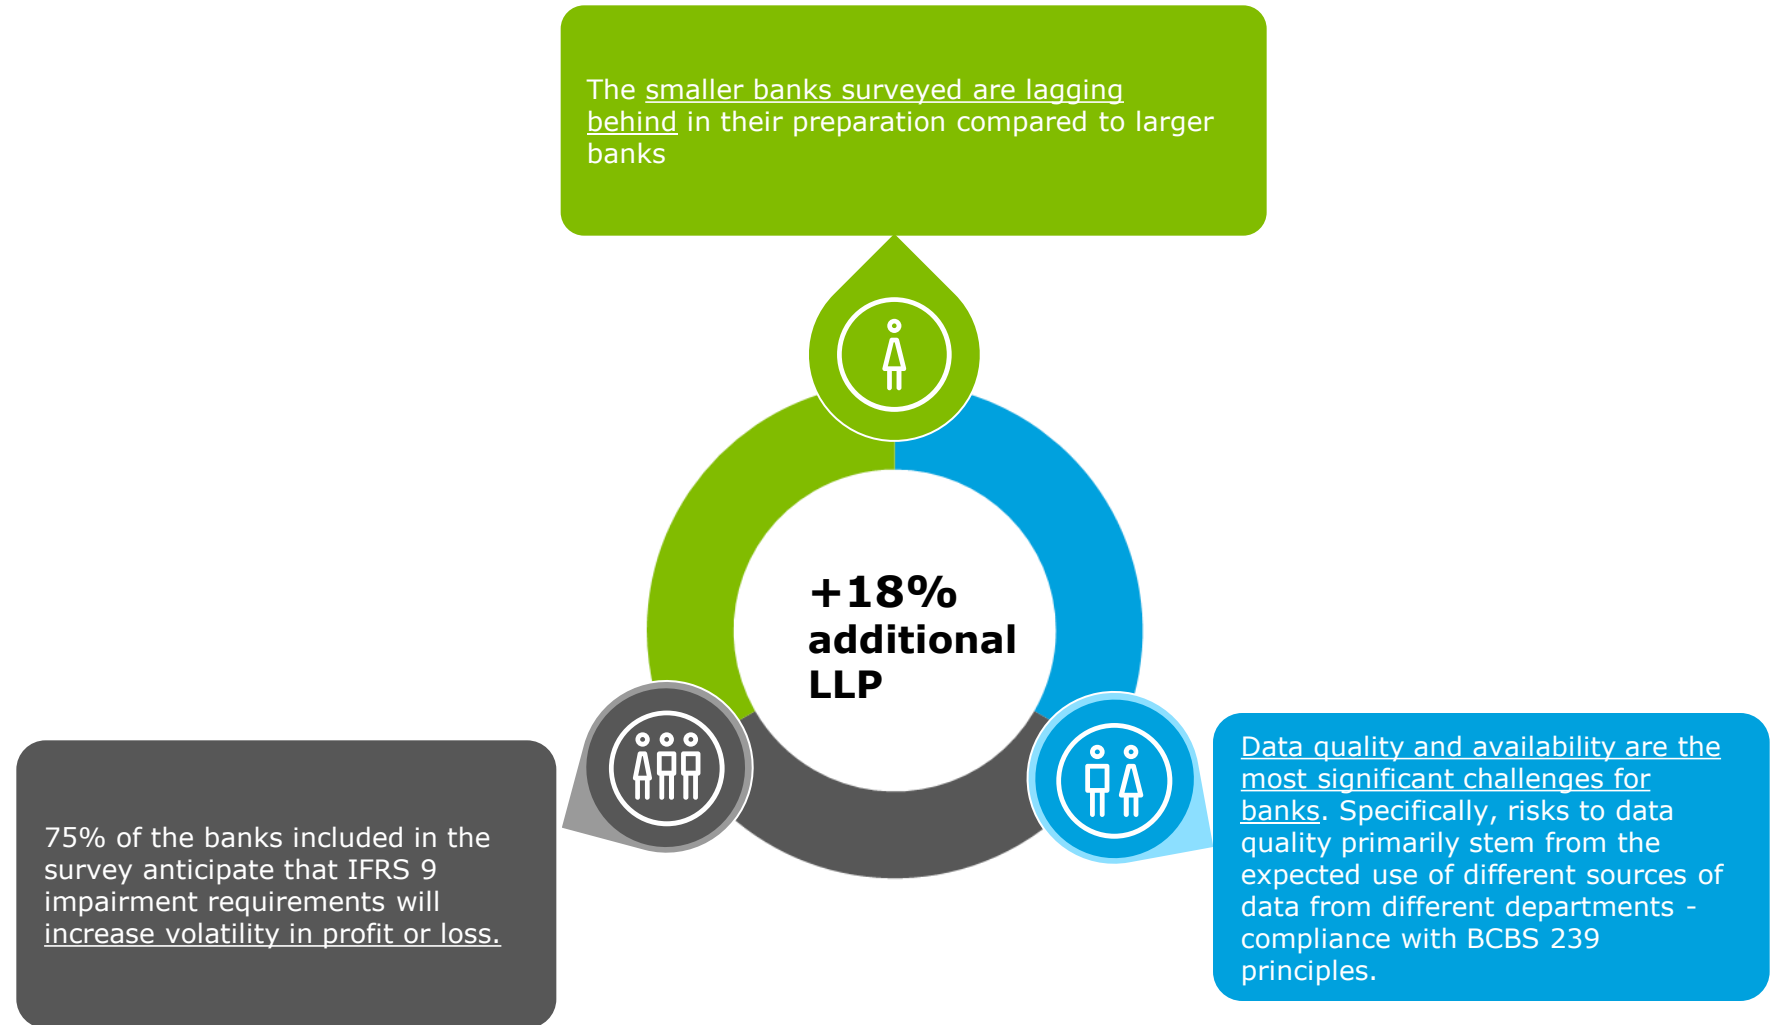 The smaller banks surveyed are lagging
behind in their preparation compared to larger
banks
+18%
additional
LLP
75% of the banks included in the
survey anticipate that IFRS 9
impairment requirements will
increase volatility in profit or loss.
Data quality and availability are the
most significant challenges for
banks. Specifically, risks to data
quality primarily stem from the
expected use of different sources of
data from different departments -
compliance with BCBS 239
principles.